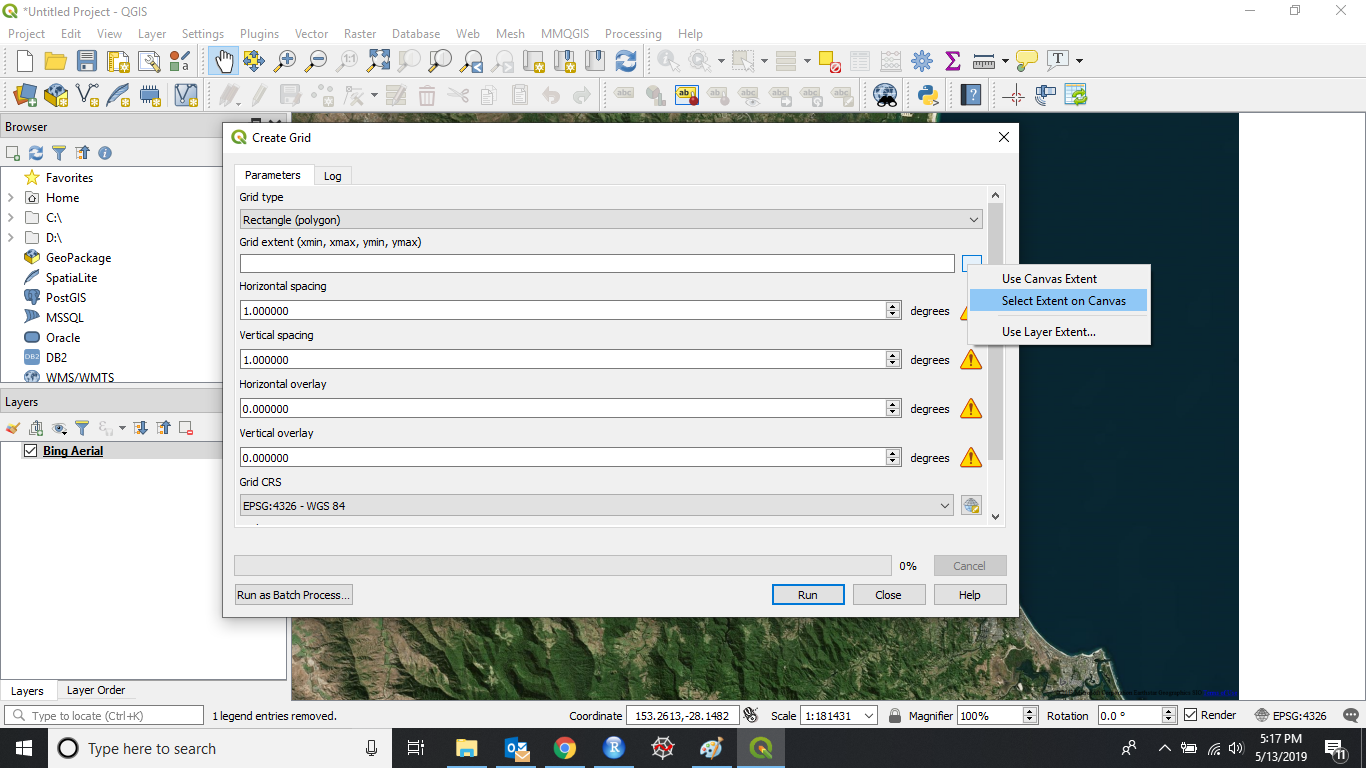 *Untitled Project - QGIS
Project Edit View Layer Settings Plugins Vector Raster Database Web Mesh MMQGIS Processing Help
Browser
Favorites
Home
C:\
D:\
GeoPackage
SpatiaLite
PostGIS
MSSQL
Oracle
DB2
WMS/WMTS
Layers
Bing Aerial
Create Grid
Parameters Log
Grid type
Rectangle (polygon)
Grid extent (xmin, xmax, ymin, ymax)
Use Canvas Extent
Select Extent on Canvas
Use Layer Extent...
Horizontal spacing
1.000000 degrees
Vertical spacing
1.000000 degrees
Horizontal overlay
0.000000 degrees
Vertical overlay
0.000000 degrees
Grid CRS
EPSG:4326 - WGS 84
0% Cancel
Run as Batch Process... Run Close Help
Layers Layer Order
Type to locate (Ctrl+K) 1 legend entries removed. Coordinate 153.2613,-28.1482 Scale 1:181431 Magnifier 100% Rotation 0.0 ° Render EPSG:4326
Type here to search
5:17 PM
5/13/2019
11